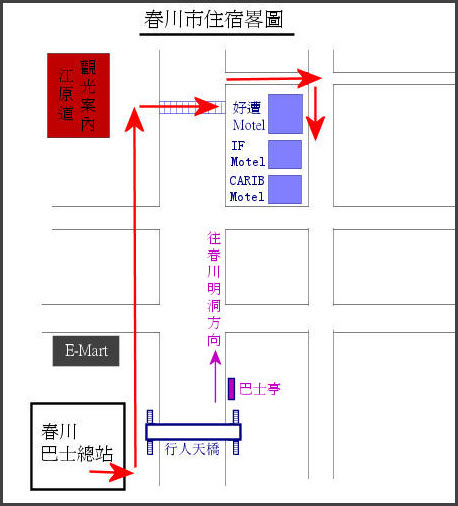 春川市住宿畧圖
江原道
觀光案內
好遭
Motel
IF
Motel
CARIB
Motel
往春川明洞方向
E-Mart
巴士亭
春川
巴士總站
行人天橋